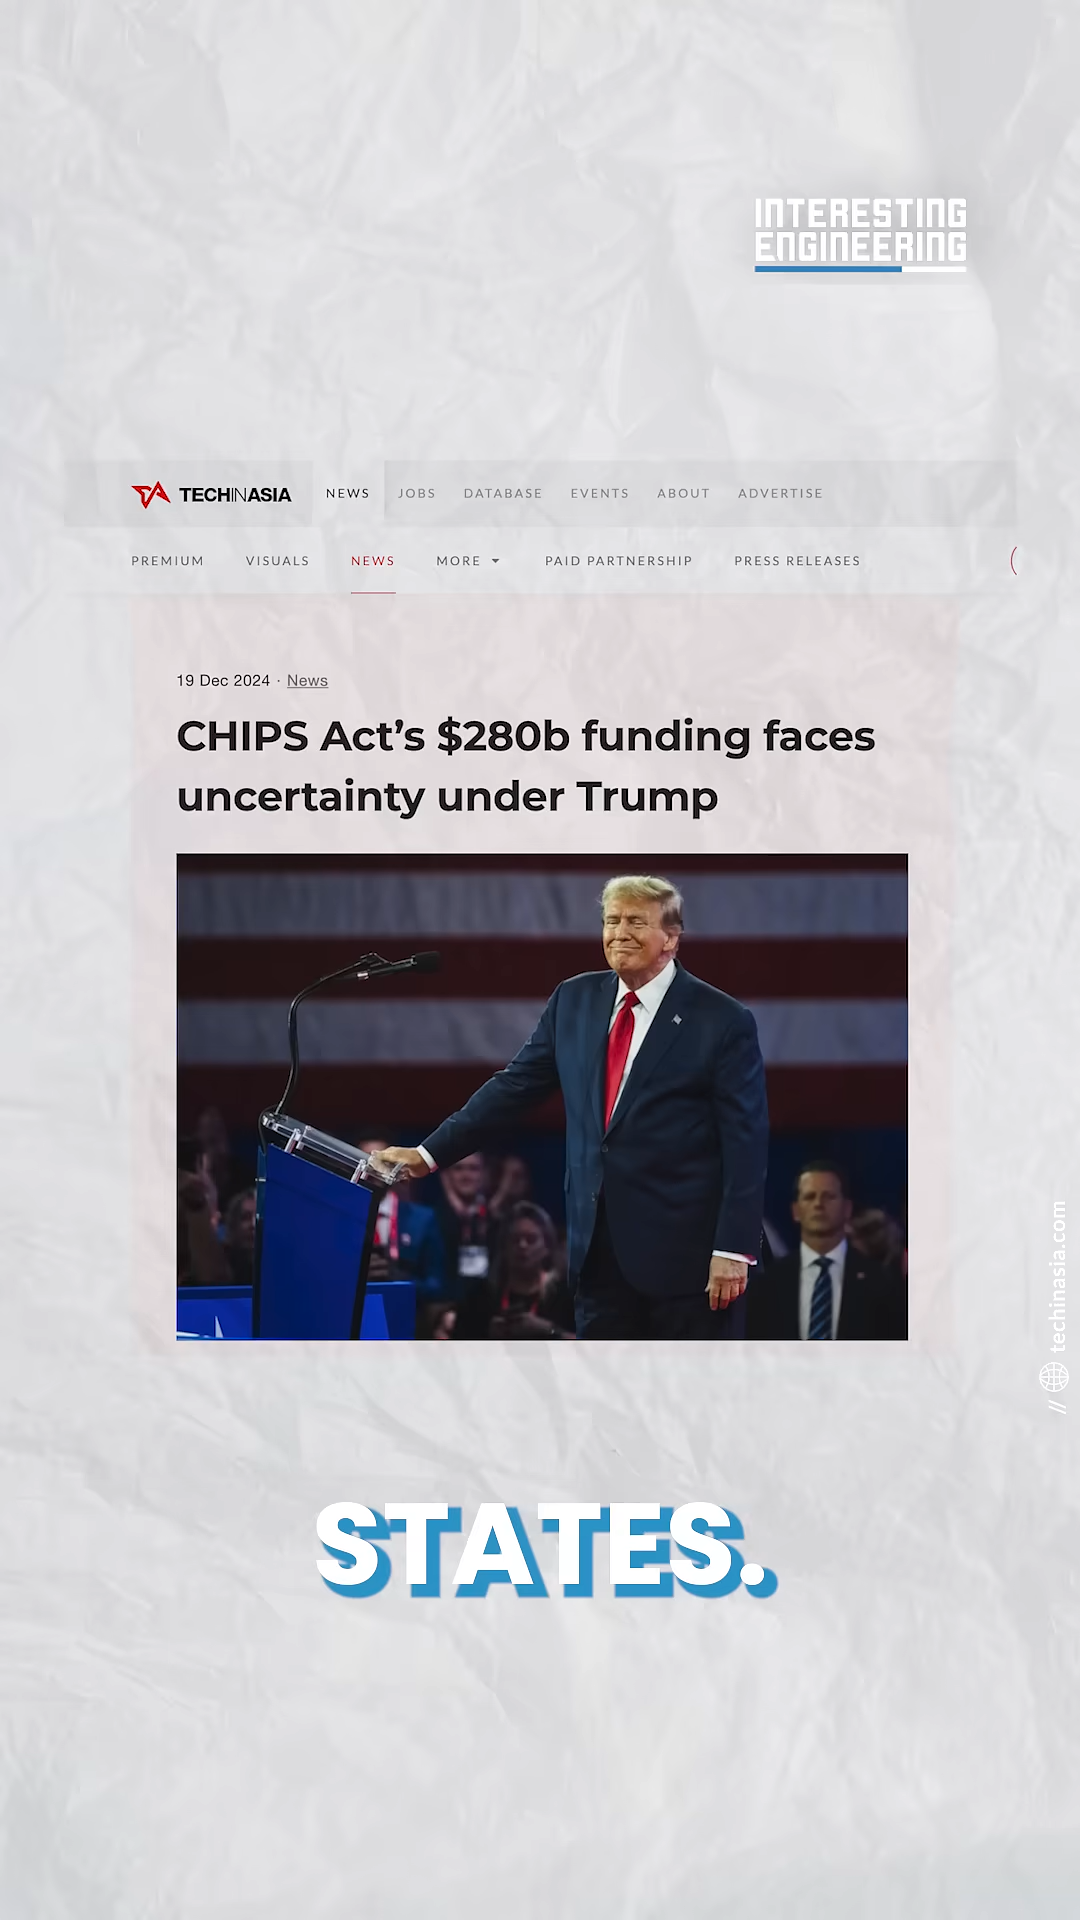 INTERESTING
ENGINEERING
TECHINASIA NEWS JOBS DATABASE EVENTS ABOUT ADVERTISE
PREMIUM VISUALS NEWS MORE PAID PARTNERSHIP PRESS RELEASES (
19 Dec 2024 · News
CHIPS Act’s $280b funding faces
uncertainty under Trump
// techinasia.com
STATES.